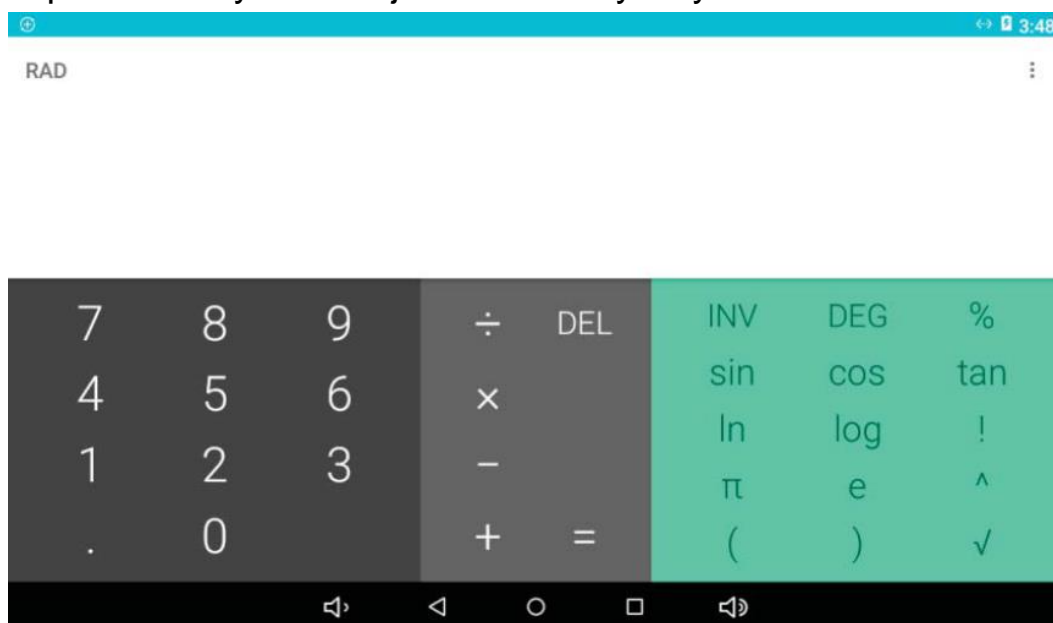 3:48
RAD
7 8 9 ÷ DEL INV DEG %
4 5 6 × sin cos tan
1 2 3 − ln log !
. 0 + = π e ^
( ) √